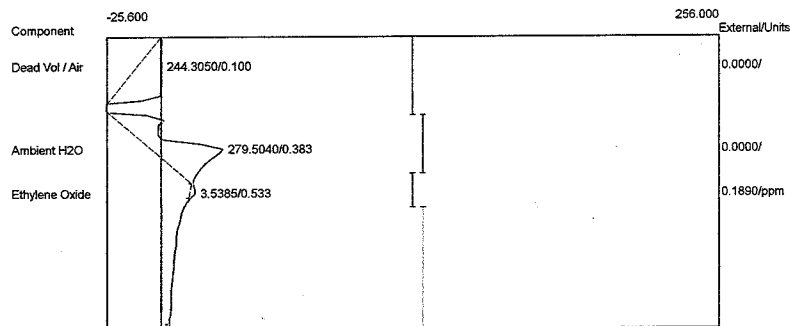 -25.600 256.000
Component External/Units
Dead Vol / Air 244.3050/0.100 0.0000/
Ambient H2O 279.5040/0.383 0.0000/
Ethylene Oxide 3.5385/0.533 0.1890/ppm